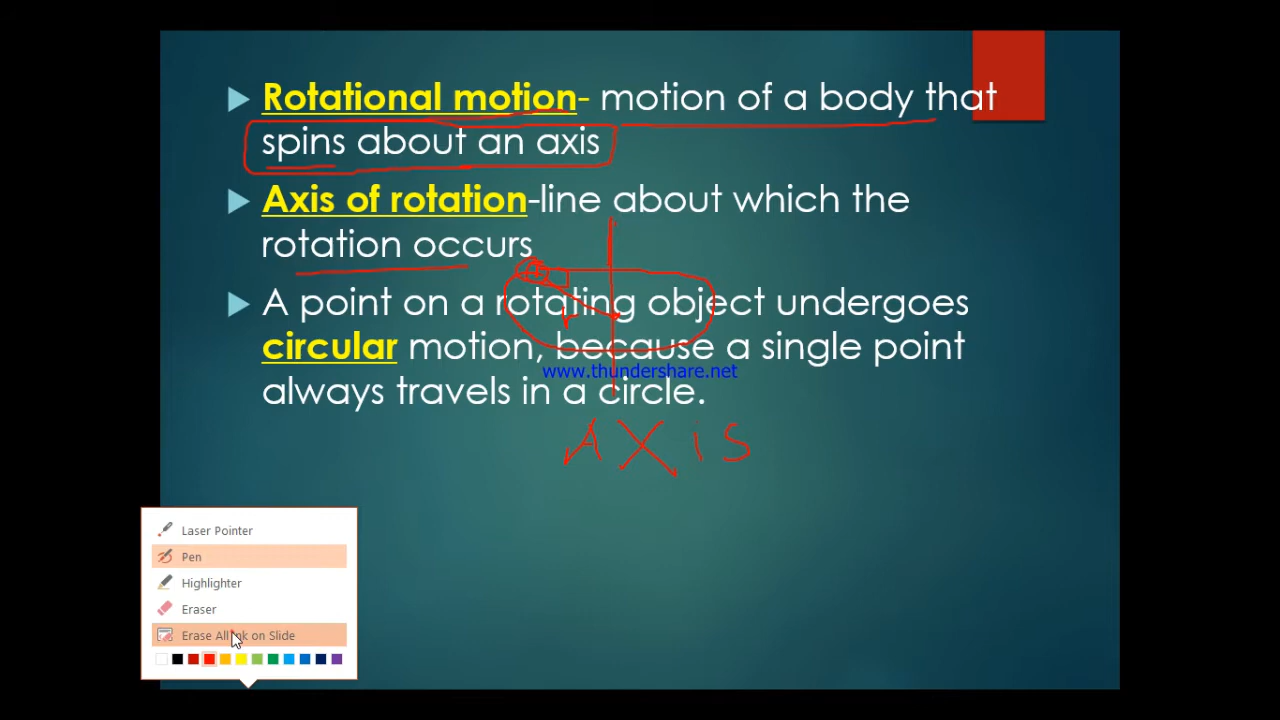 Rotational motion- motion of a body that
spins about an axis
Axis of rotation-line about which the
rotation occurs
A point on a rotating object undergoes
r
circular motion, because a single point
www.thundershare.net
always travels in a circle.
AXiS
Laser Pointer
Pen
Highlighter
Eraser
Erase All Ink on Slide